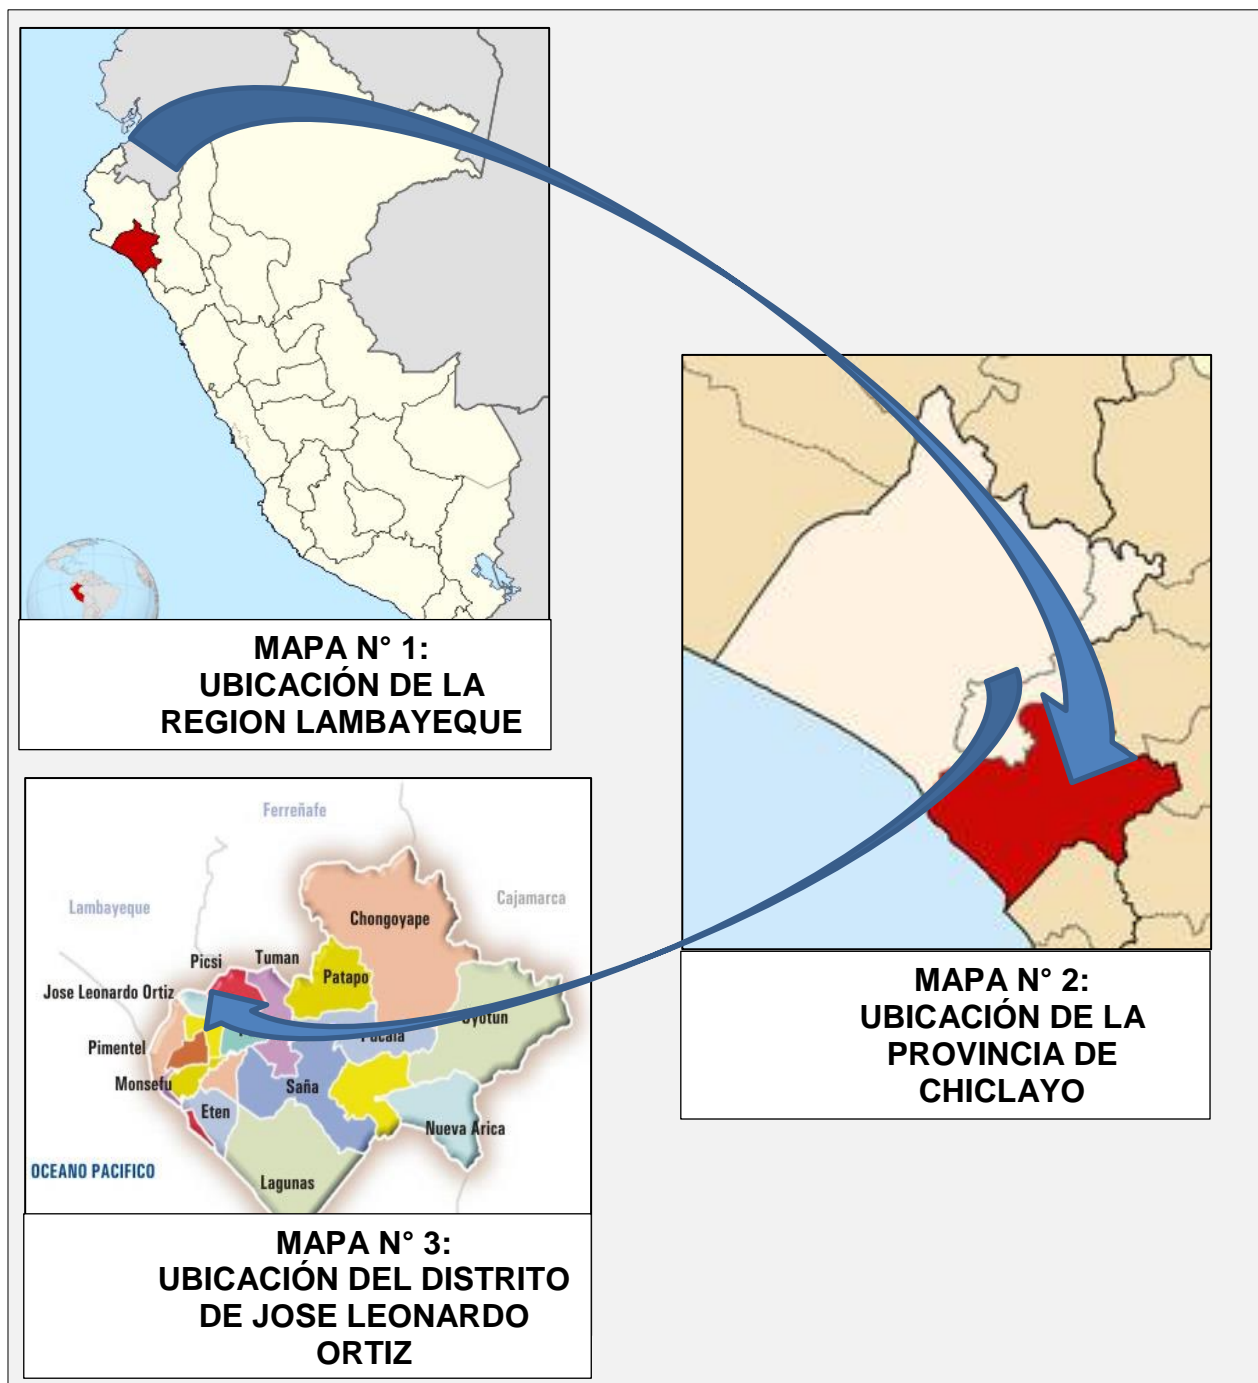 MAPA N° 1:
UBICACIÓN DE LA
REGION LAMBAYEQUE
MAPA N° 2:
UBICACIÓN DE LA
PROVINCIA DE
CHICLAYO
Ferreñafe
Lambayeque
Cajamarca
Chongoyape
Picsi
Tuman
Patapo
Jose Leonardo Ortiz
Pimentel
Monsefu
Saña
Eten
Nueva Arica
OCEANO PACIFICO
Lagunas
MAPA N° 3:
UBICACIÓN DEL DISTRITO
DE JOSE LEONARDO
ORTIZ